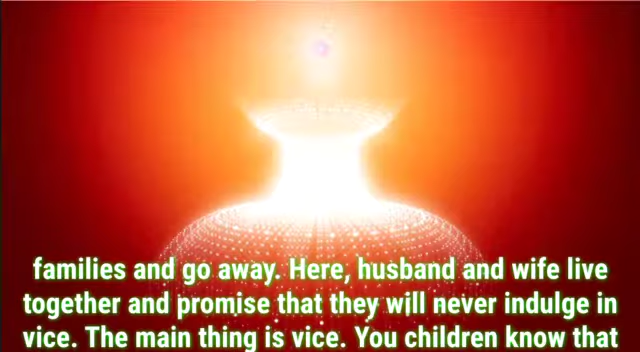 families and go away. Here, husband and wife live
together and promise that they will never indulge in
vice. The main thing is vice. You children know that